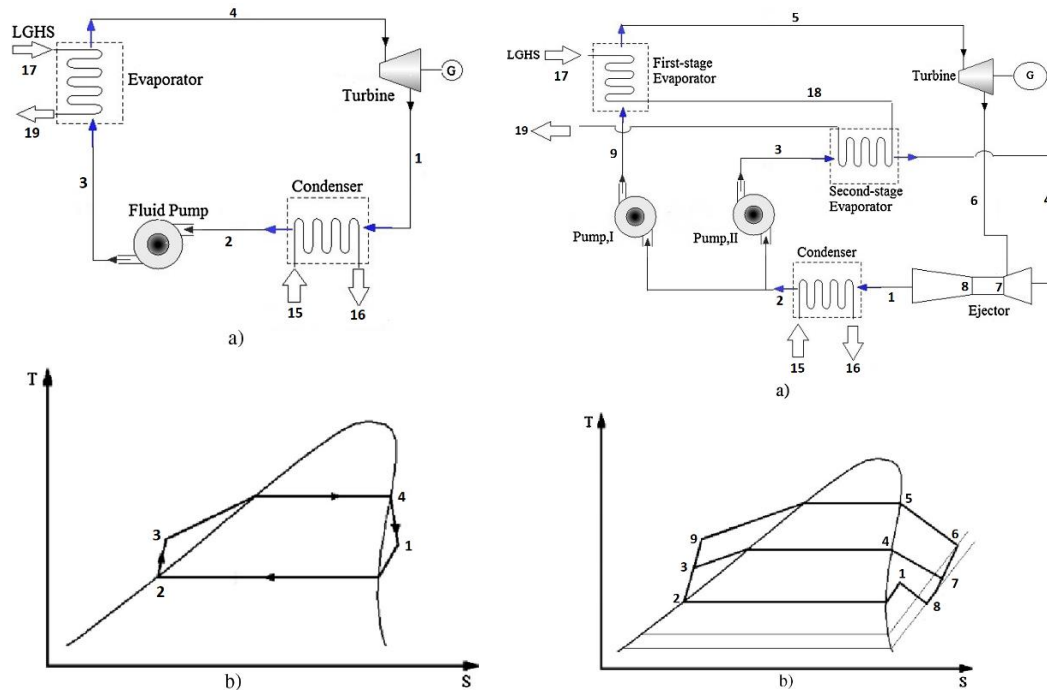 4
LGHS
17
Evaporator
19
3
Fluid Pump
2
Condenser
15
16
1
Turbine
G
a)
T
3
2
4
1
b)
S
5
LGHS
17
First-stage
Evaporator
Turbine
G
18
19
9
3
Second-stage
Evaporator
6
4
Pump,I
Pump,II
Condenser
2
1
8
7
Ejector
15
16
a)
T
9
3
2
5
4
1
6
7
8
b)
S